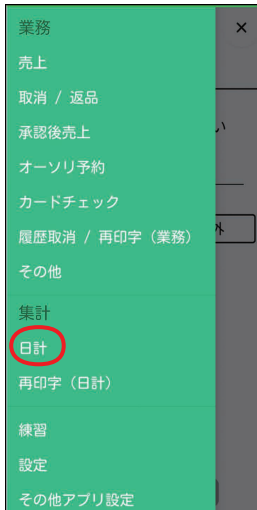 業務
×
売上
取消 / 返品
承認後売上
い
オーソリ予約
カードチェック
履歴取消 / 再印字（業務）
外
その他
集計
日計
再印字（日計）
練習
設定
その他アプリ設定